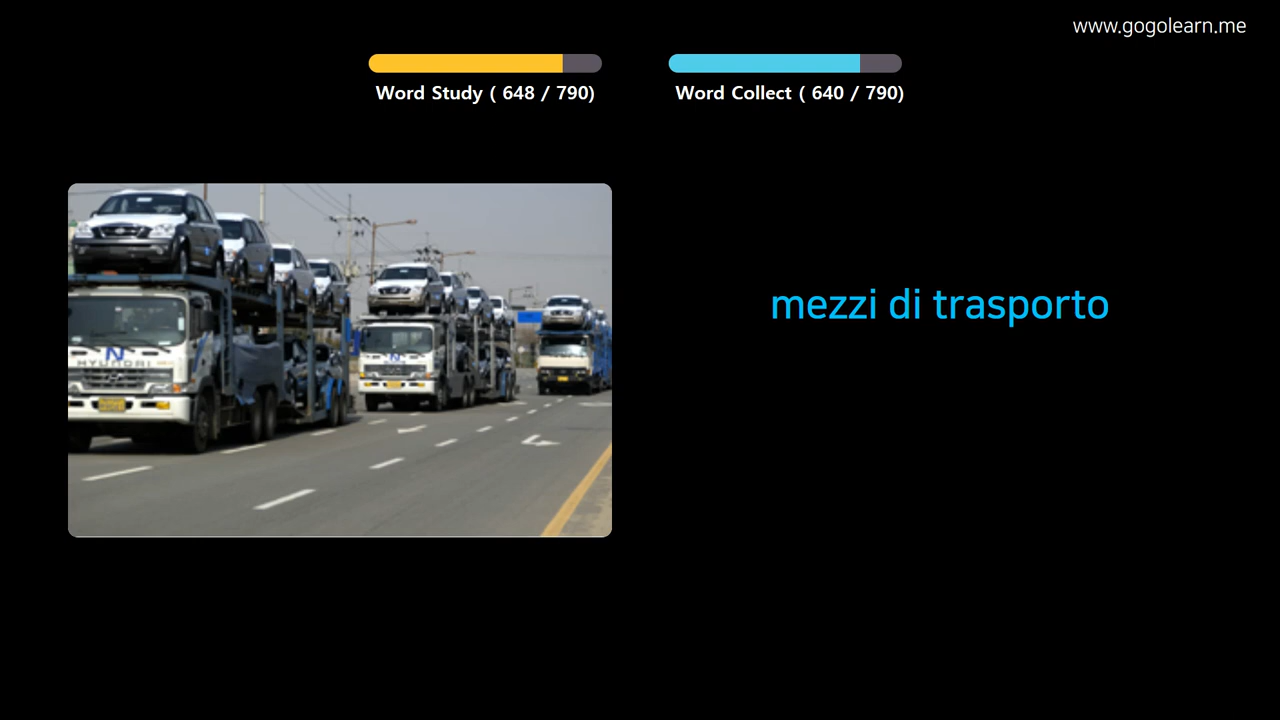 www.gogolearn.me
Word Study ( 648 / 790)
Word Collect ( 640 / 790)
mezzi di trasporto
N
HYUNDAI
N